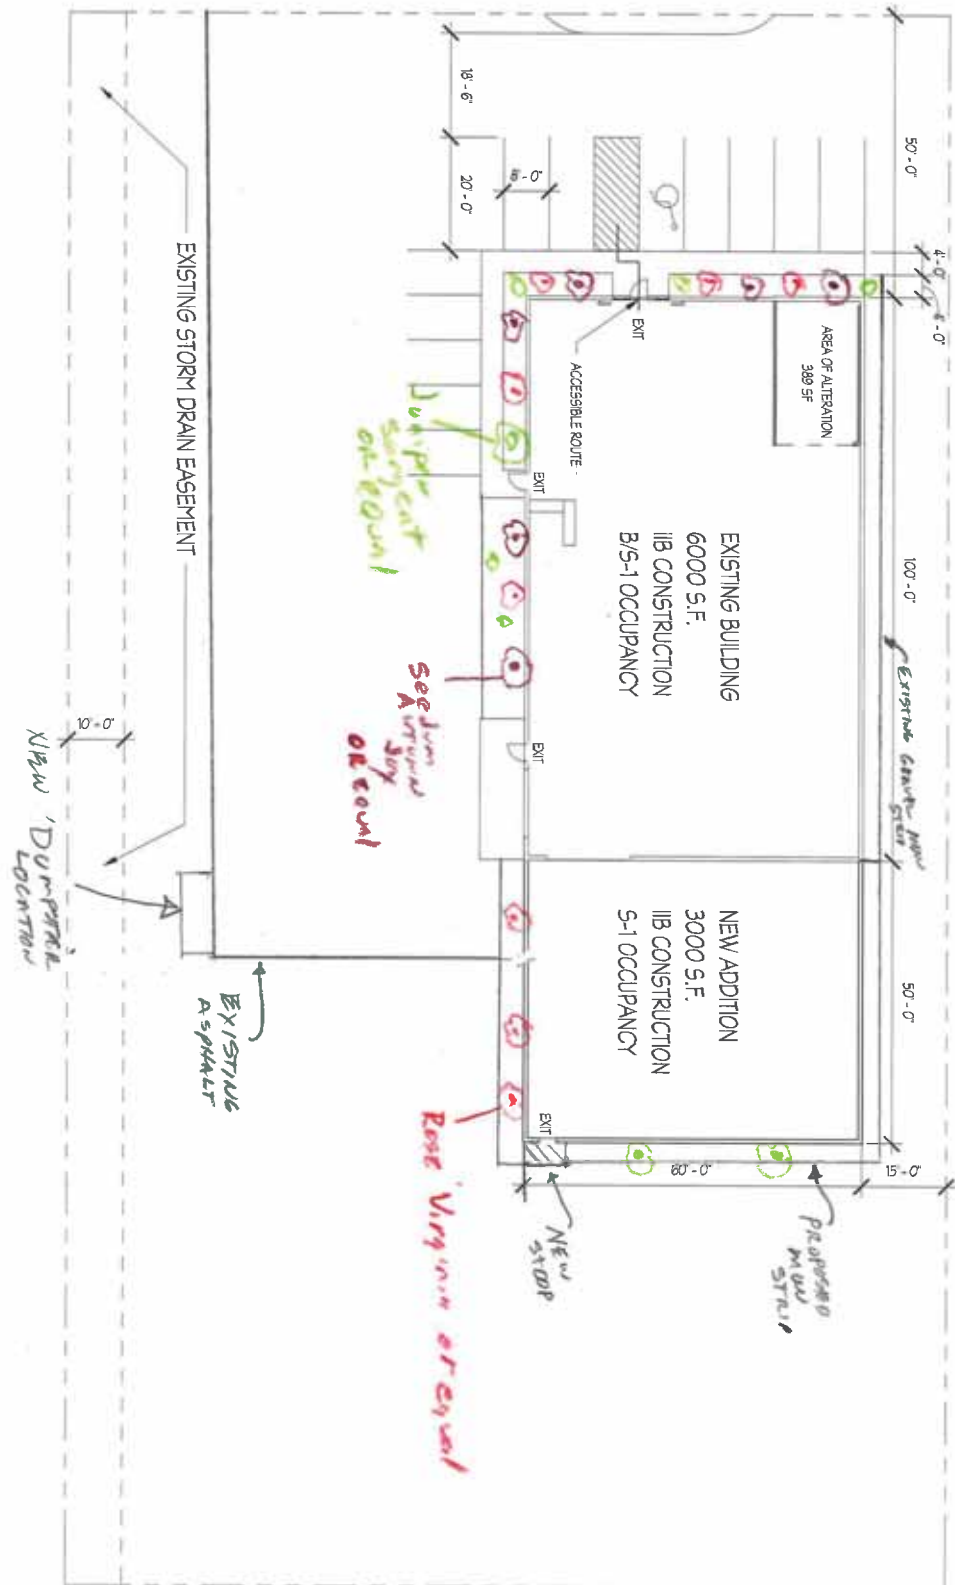 50'-0"
100'-0"
50'-0"
15'-0"
4'-0"
4'-0"
18'-6"
20'-0"
8'-0"
60'-0"
10'-0"
AREA OF ALTERATION
389 SF
EXIT
ACCESSIBLE ROUTE
EXIT
EXIT
EXIT
EXISTING BUILDING
6000 S.F.
IIB CONSTRUCTION
B/S-1 OCCUPANCY
NEW ADDITION
3000 S.F.
IIB CONSTRUCTION
S-1 OCCUPANCY
EXISTING GRAVEL MOW
STRIP
PROPOSED
MOW
STRIP
NEW
STOOP
Juniper
Sargent
OR EQUAl
Seedum
AUTUMN
JOY
OR EQUAl
Rose Virginia or equal
EXISTING
ASPHALT
EXISTING STORM DRAIN EASEMENT
NEW 'DUMPSTER'
LOCATION